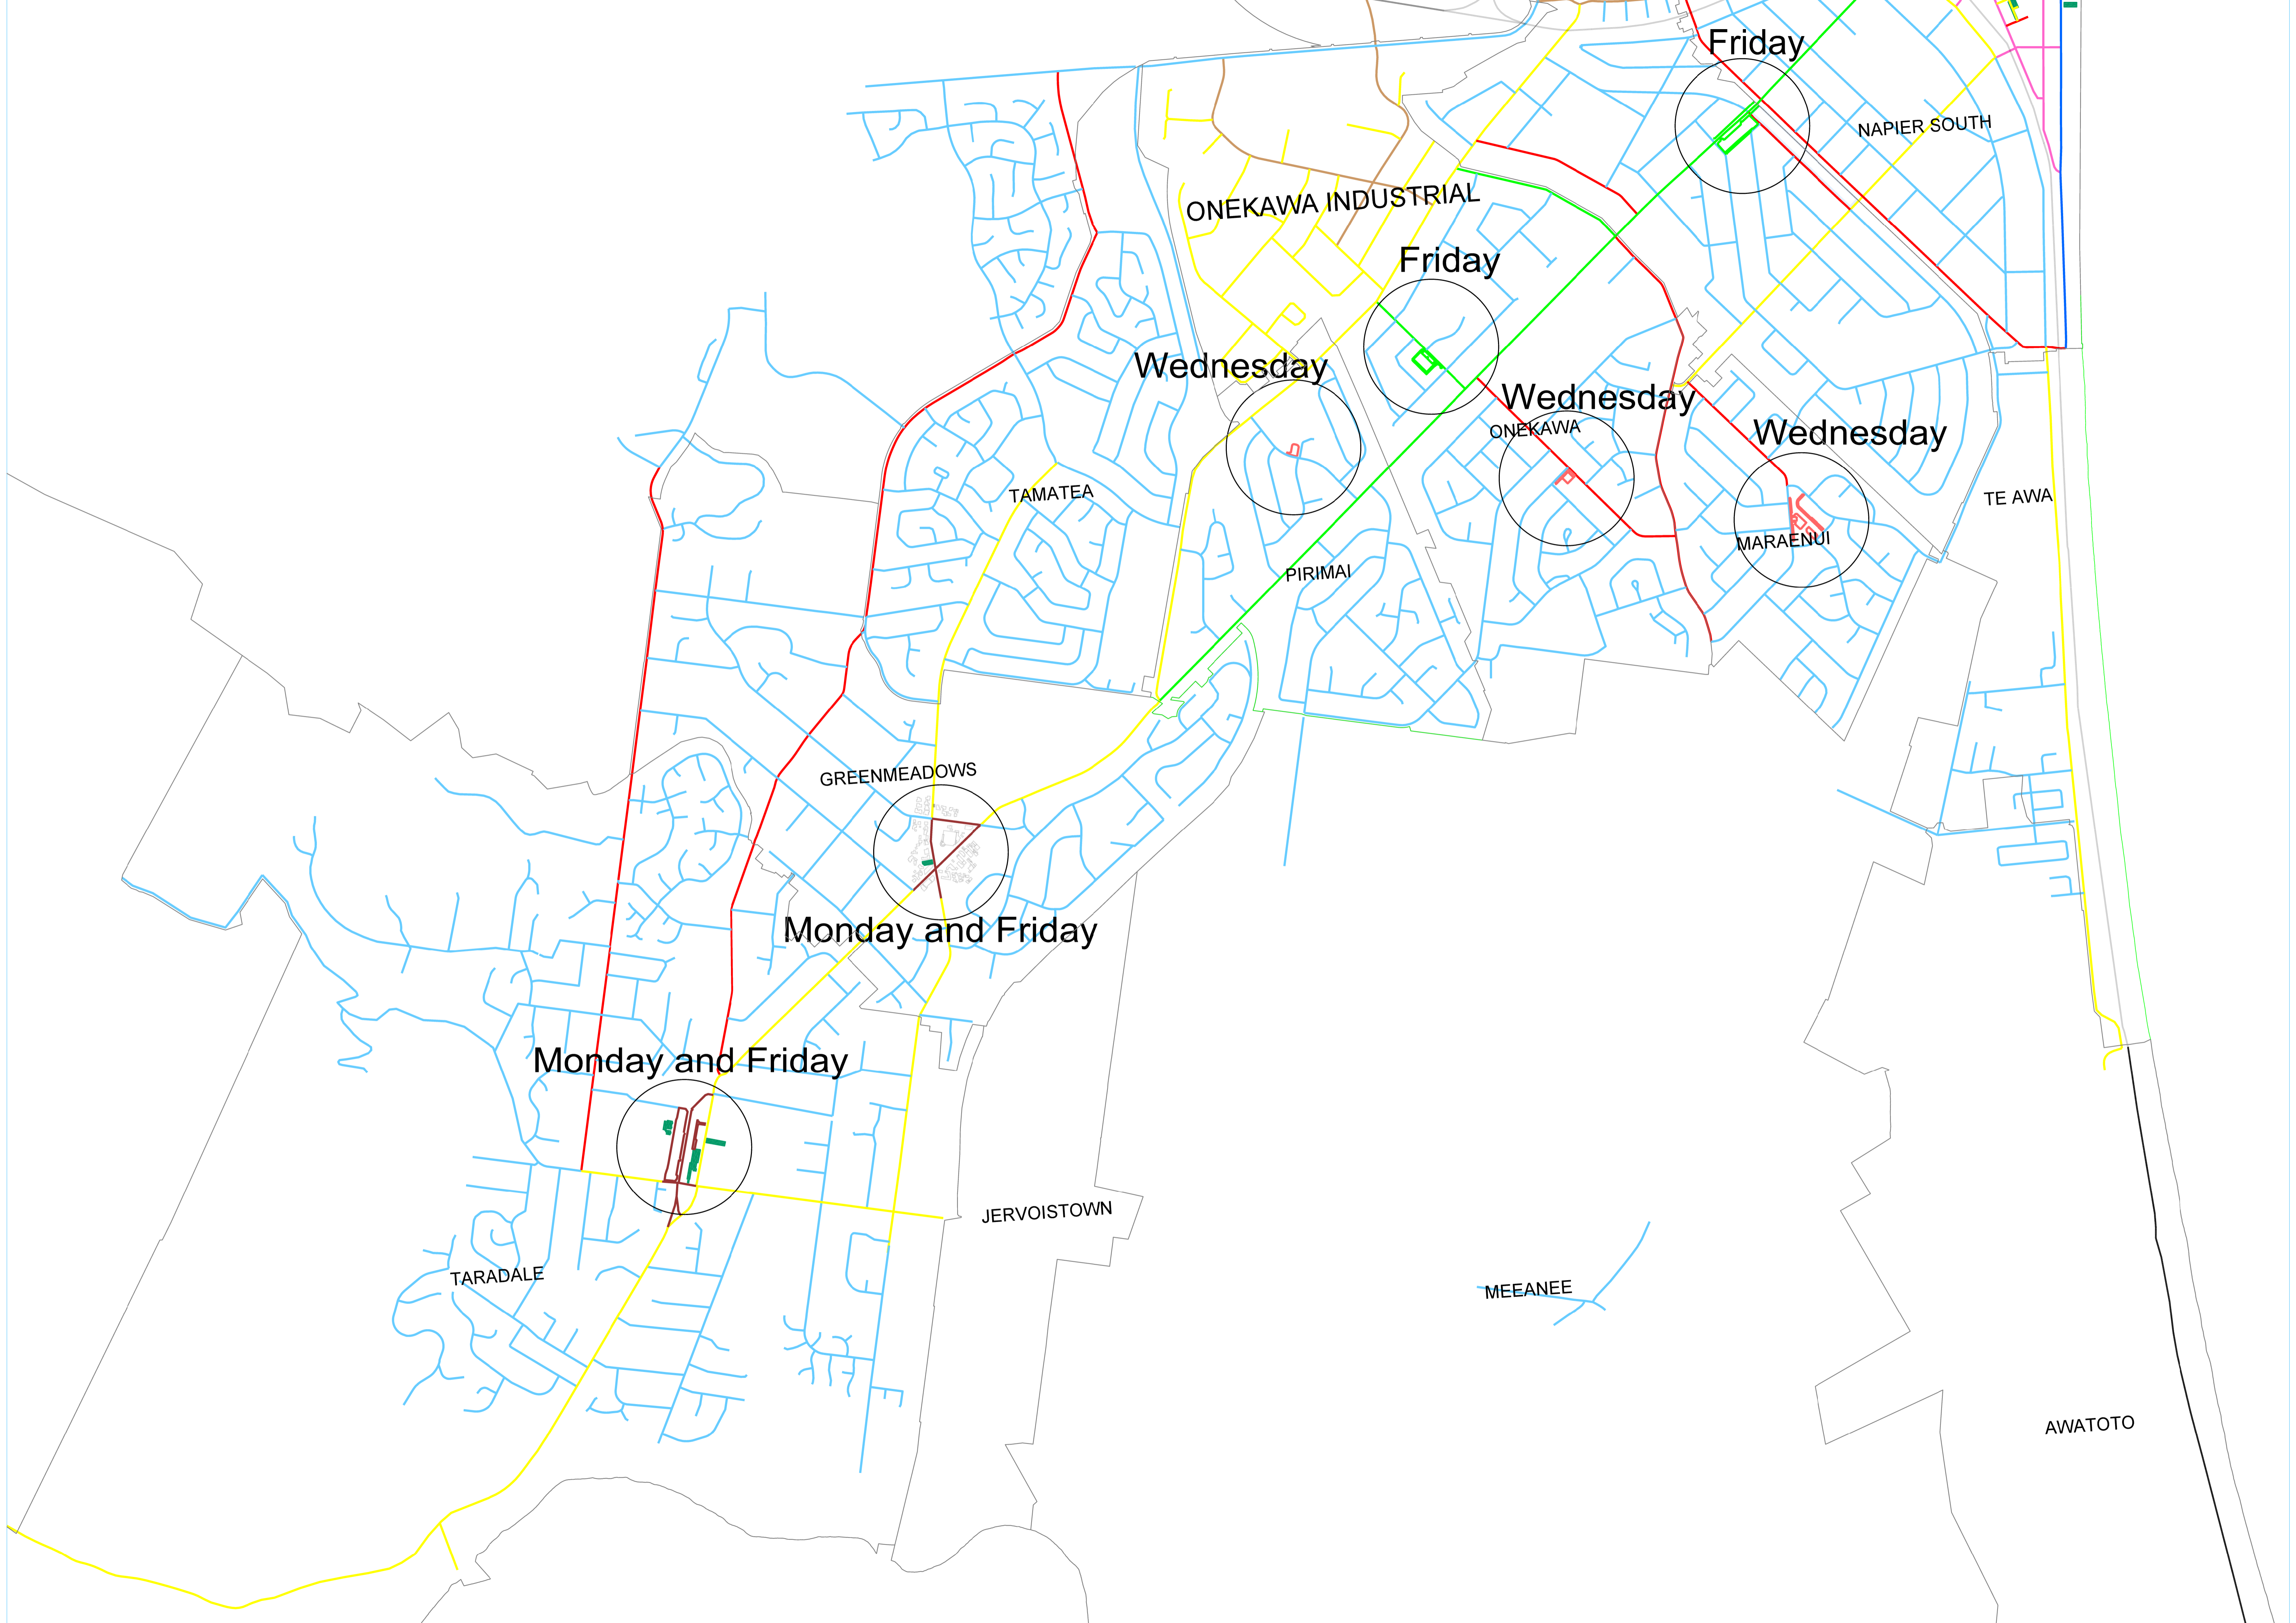 Friday
NAPIER SOUTH
ONEKAWA INDUSTRIAL
Friday
Wednesday
Wednesday
ONEKAWA
Wednesday
TAMATEA
TE AWA
MARAENUI
PIRIMAI
GREENMEADOWS
Monday and Friday
Monday and Friday
JERVOISTOWN
TARADALE
MEEANEE
AWATOTO